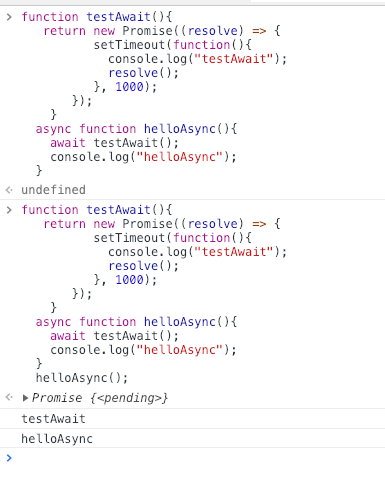 function testAwait(){
return new Promise((resolve) => {
setTimeout(function(){
console.log("testAwait");
resolve();
}, 1000);
});
}
async function helloAsync(){
await testAwait();
console.log("helloAsync");
}
undefined
function testAwait(){
return new Promise((resolve) => {
setTimeout(function(){
console.log("testAwait");
resolve();
}, 1000);
});
}
async function helloAsync(){
await testAwait();
console.log("helloAsync");
}
helloAsync();
Promise {<pending>}
testAwait
helloAsync